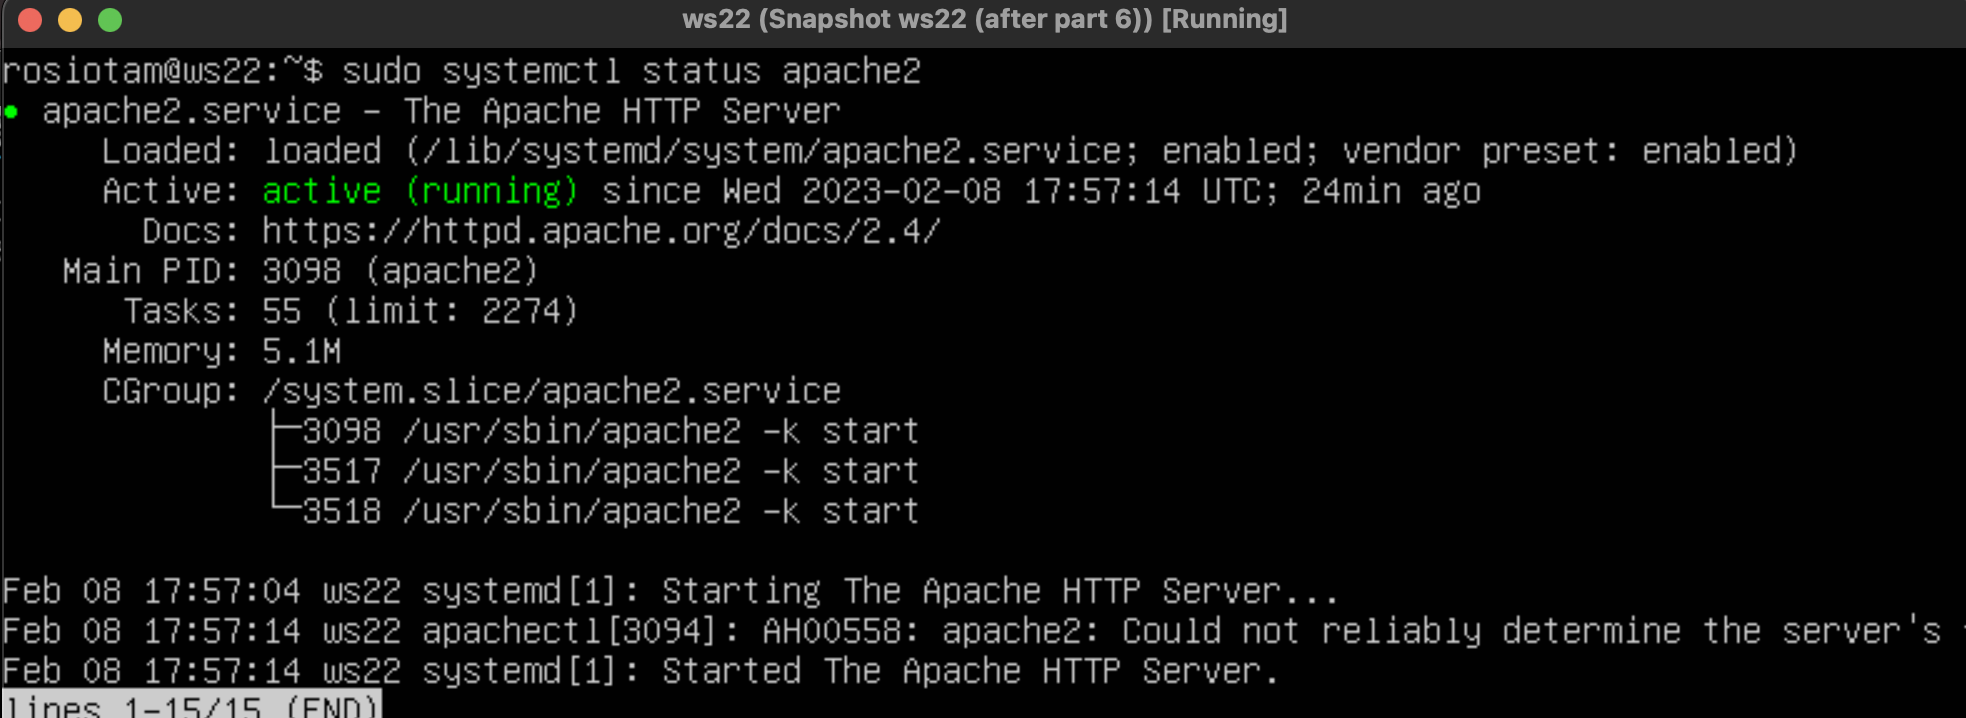 ws22 (Snapshot ws22 (after part 6)) [Running]
rosiotam@ws22:~$ sudo systemctl status apache2
● apache2.service - The Apache HTTP Server
Loaded: loaded (/lib/systemd/system/apache2.service; enabled; vendor preset: enabled)
Active: active (running) since Wed 2023-02-08 17:57:14 UTC; 24min ago
Docs: https://httpd.apache.org/docs/2.4/
Main PID: 3098 (apache2)
Tasks: 55 (limit: 2274)
Memory: 5.1M
CGroup: /system.slice/apache2.service
├─3098 /usr/sbin/apache2 -k start
├─3517 /usr/sbin/apache2 -k start
└─3518 /usr/sbin/apache2 -k start
Feb 08 17:57:04 ws22 systemd[1]: Starting The Apache HTTP Server...
Feb 08 17:57:14 ws22 apachectl[3094]: AH00558: apache2: Could not reliably determine the server's
Feb 08 17:57:14 ws22 systemd[1]: Started The Apache HTTP Server.
lines 1-15/15 (END)